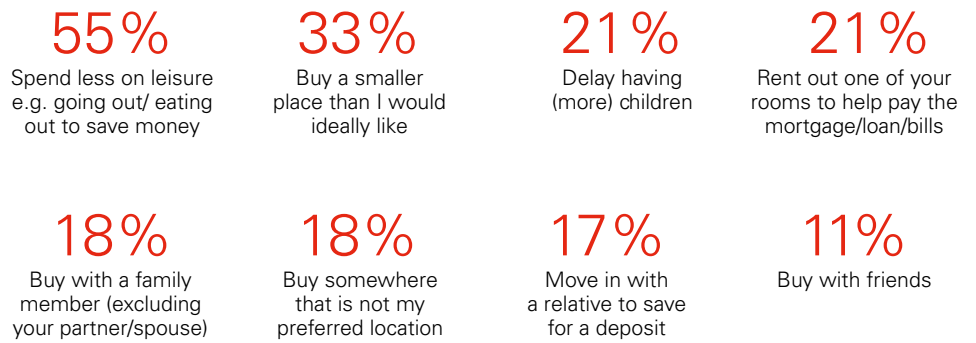 55%
Spend less on leisure
e.g. going out/ eating
out to save money
33%
Buy a smaller
place than I would
ideally like
21%
Delay having
(more) children
21%
Rent out one of your
rooms to help pay the
mortgage/loan/bills
18%
Buy with a family
member (excluding
your partner/spouse)
18%
Buy somewhere
that is not my
preferred location
17%
Move in with
a relative to save
for a deposit
11%
Buy with friends